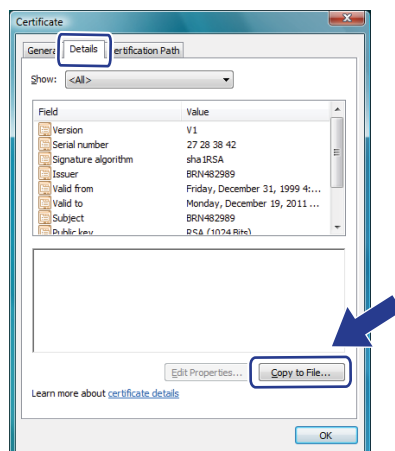 Certificate
General Details Certification Path
Show: <All>
Field Value
Version V1
Serial number 27 28 38 42
Signature algorithm sha1RSA
Issuer BRN482989
Valid from Friday, December 31, 1999 4:...
Valid to Monday, December 19, 2011 ...
Subject BRN482989
Public key RSA (1024 Bits)
Edit Properties... Copy to File...
Learn more about certificate details
OK